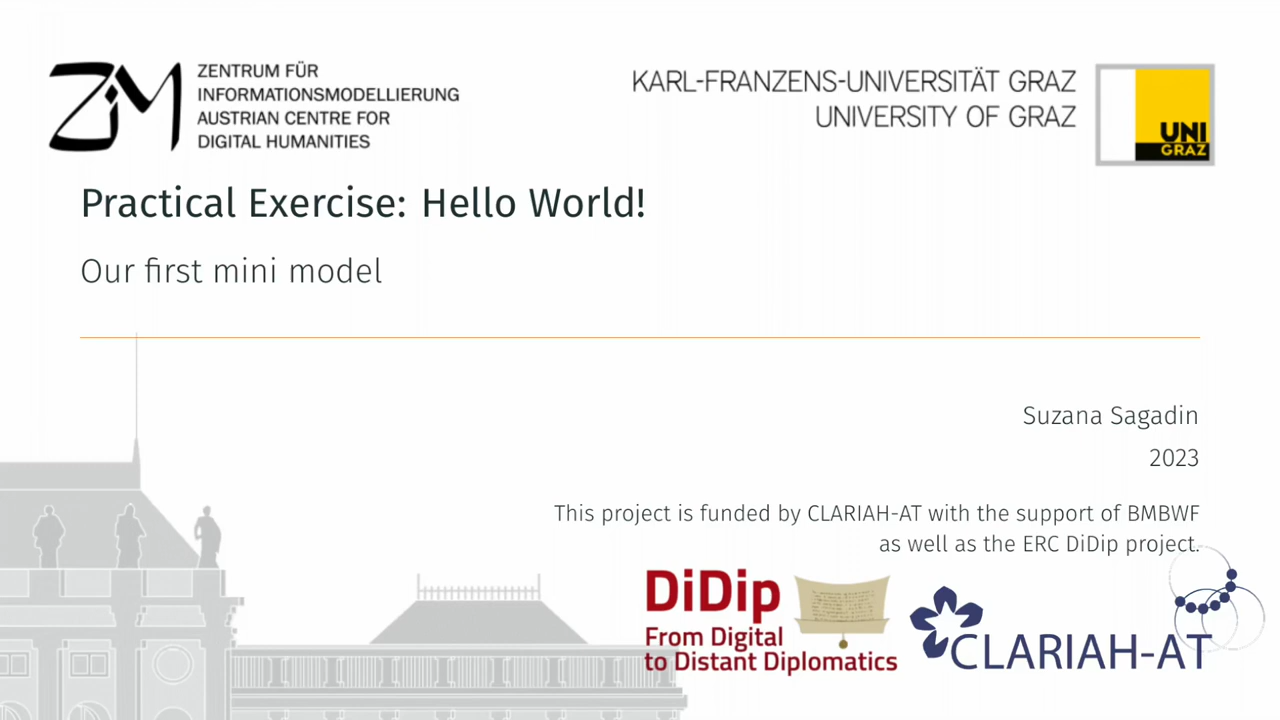 ZiM
ZENTRUM FÜR
INFORMATIONSMODELLIERUNG
AUSTRIAN CENTRE FOR
DIGITAL HUMANITIES
KARL-FRANZENS-UNIVERSITÄT GRAZ
UNIVERSITY OF GRAZ
UNI
GRAZ
Practical Exercise: Hello World!
Our first mini model
Suzana Sagadin
2023
This project is funded by CLARIAH-AT with the support of BMBWF
as well as the ERC DiDip project.
DiDip
From Digital
to Distant Diplomatics
CLARIAH-AT